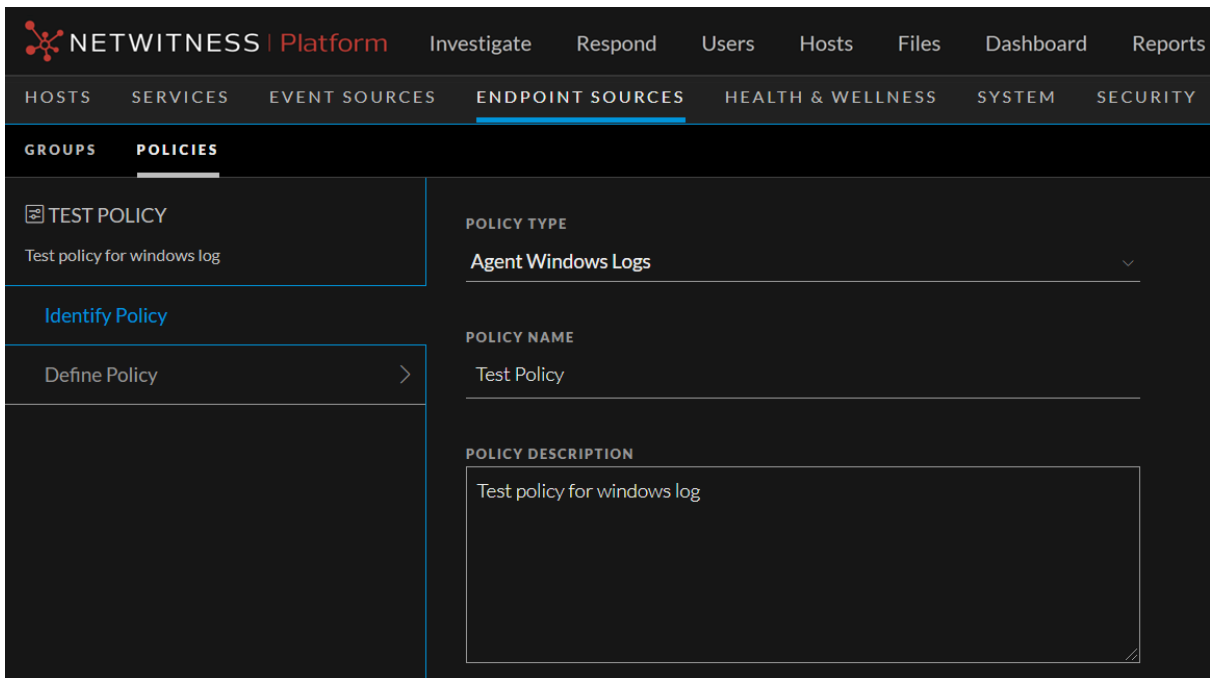 NETWITNESS | Platform Investigate Respond Users Hosts Files Dashboard Reports
HOSTS SERVICES EVENT SOURCES ENDPOINT SOURCES HEALTH & WELLNESS SYSTEM SECURITY
GROUPS POLICIES
TEST POLICY
Test policy for windows log
Identify Policy
Define Policy
POLICY TYPE
Agent Windows Logs
POLICY NAME
Test Policy
POLICY DESCRIPTION
Test policy for windows log